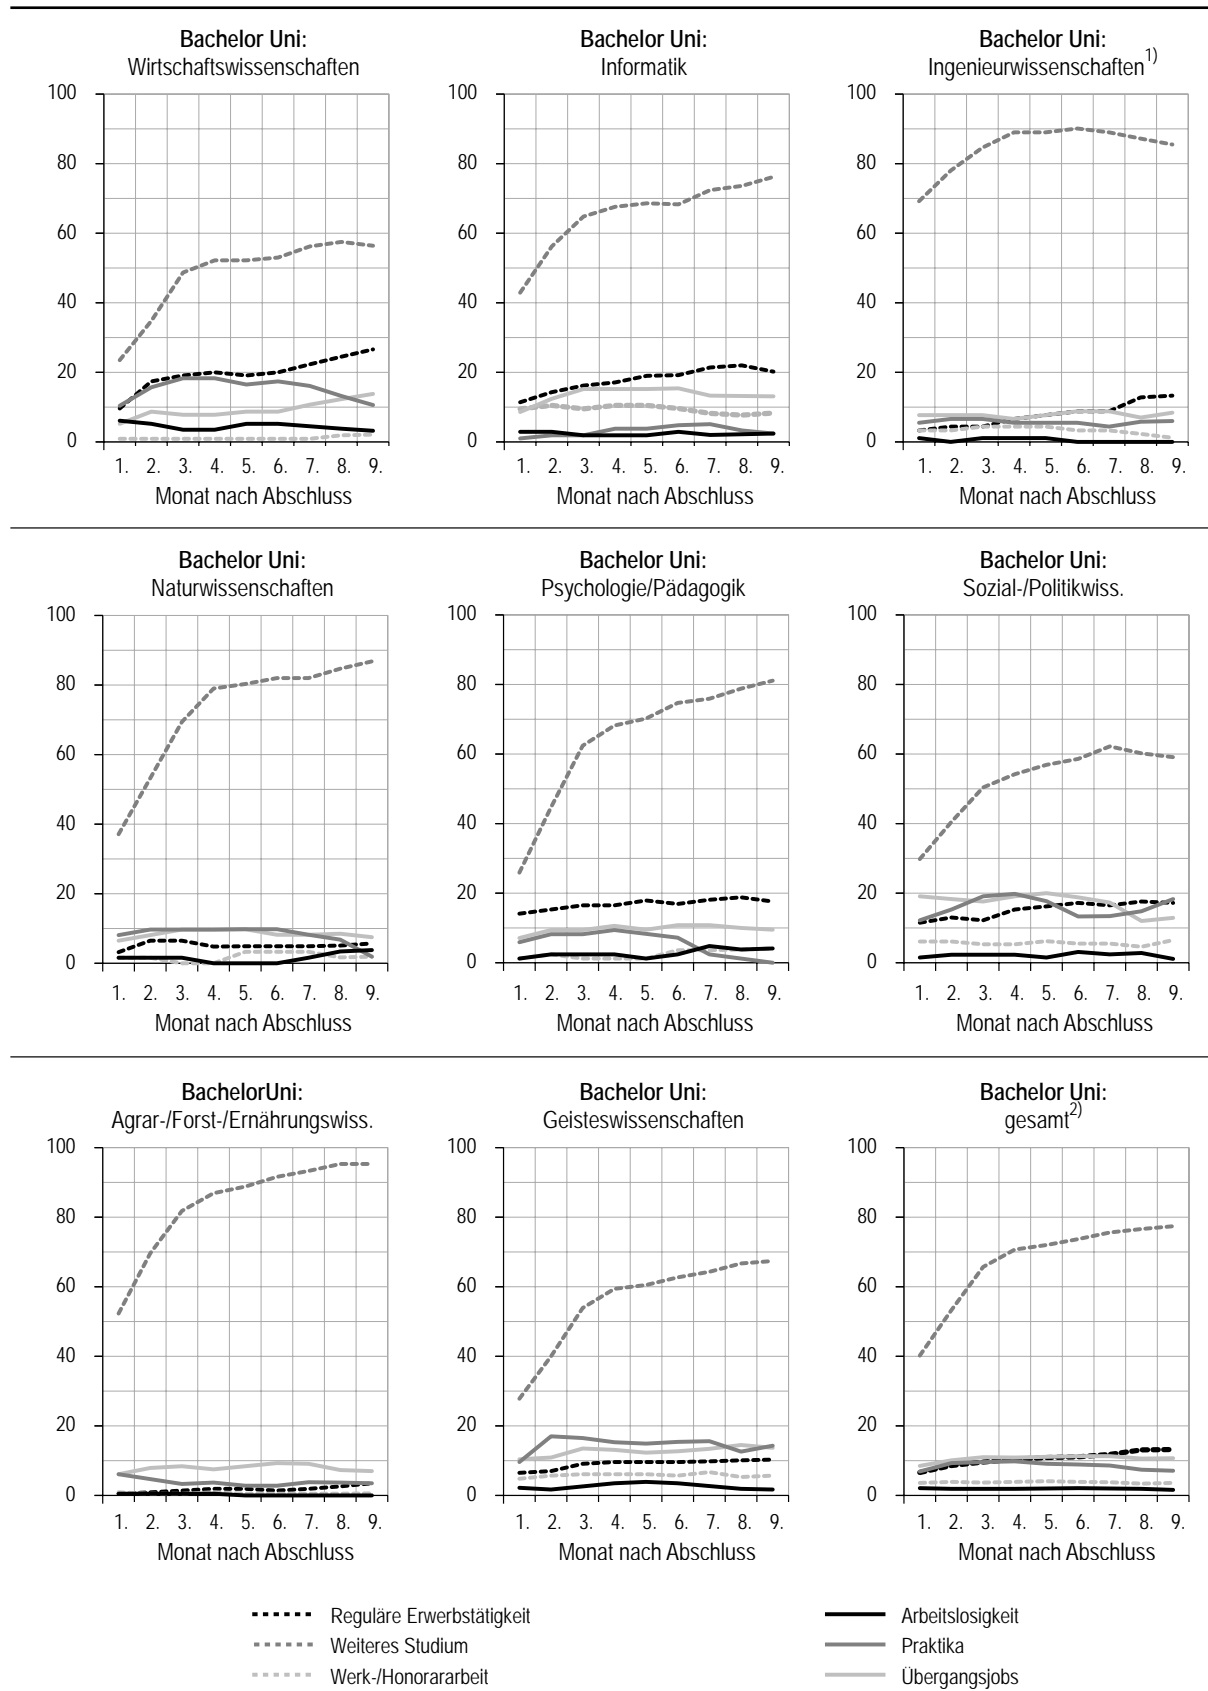 Bachelor Uni:
Wirtschaftswissenschaften
100
80
60
40
20
0
1. 2. 3. 4. 5. 6. 7. 8. 9.
Monat nach Abschluss
Bachelor Uni:
Informatik
100
80
60
40
20
0
1. 2. 3. 4. 5. 6. 7. 8. 9.
Monat nach Abschluss
Bachelor Uni:
Ingenieurwissenschaften1)
100
80
60
40
20
0
1. 2. 3. 4. 5. 6. 7. 8. 9.
Monat nach Abschluss
Bachelor Uni:
Naturwissenschaften
100
80
60
40
20
0
1. 2. 3. 4. 5. 6. 7. 8. 9.
Monat nach Abschluss
Bachelor Uni:
Psychologie/Pädagogik
100
80
60
40
20
0
1. 2. 3. 4. 5. 6. 7. 8. 9.
Monat nach Abschluss
Bachelor Uni:
Sozial-/Politikwiss.
100
80
60
40
20
0
1. 2. 3. 4. 5. 6. 7. 8. 9.
Monat nach Abschluss
BachelorUni:
Agrar-/Forst-/Ernährungswiss.
100
80
60
40
20
0
1. 2. 3. 4. 5. 6. 7. 8. 9.
Monat nach Abschluss
Bachelor Uni:
Geisteswissenschaften
100
80
60
40
20
0
1. 2. 3. 4. 5. 6. 7. 8. 9.
Monat nach Abschluss
Bachelor Uni:
gesamt2)
100
80
60
40
20
0
1. 2. 3. 4. 5. 6. 7. 8. 9.
Monat nach Abschluss
Reguläre Erwerbstätigkeit
Weiteres Studium
Werk-/Honorararbeit
Arbeitslosigkeit
Praktika
Übergangsjobs